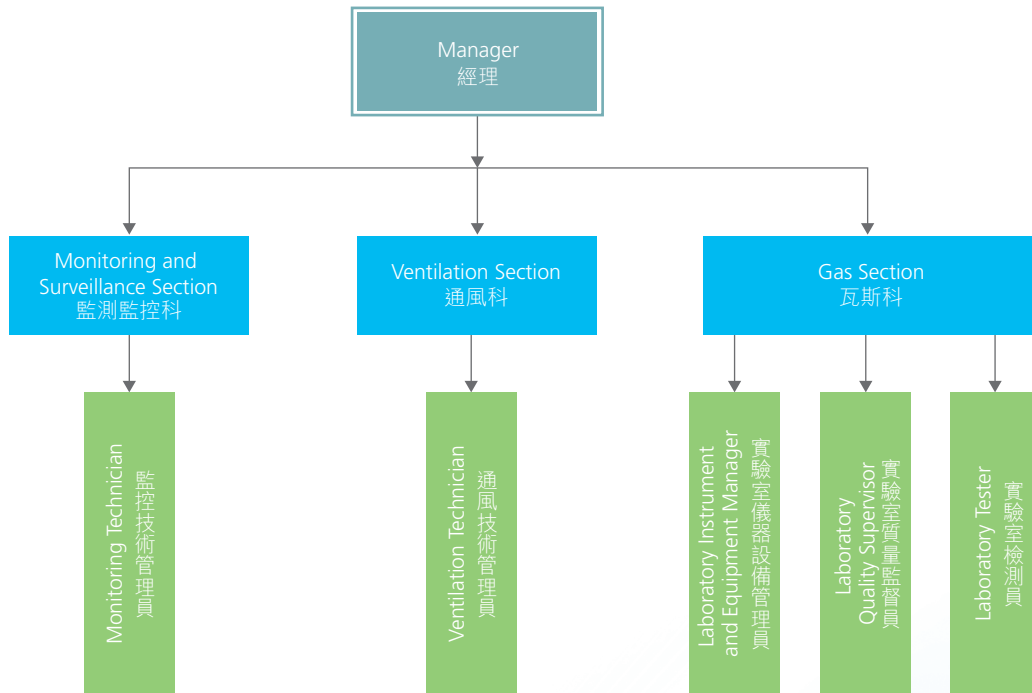 Manager
經理
Monitoring and
Surveillance Section
監測監控科
Ventilation Section
通風科
Gas Section
瓦斯科
Monitoring Technician
監控技術管理員
Ventilation Technician
通風技術管理員
Laboratory Instrument
and Equipment Manager
實驗室儀器設備管理員
Laboratory
Quality Supervisor
實驗室質量監督員
Laboratory Tester
實驗室檢測員